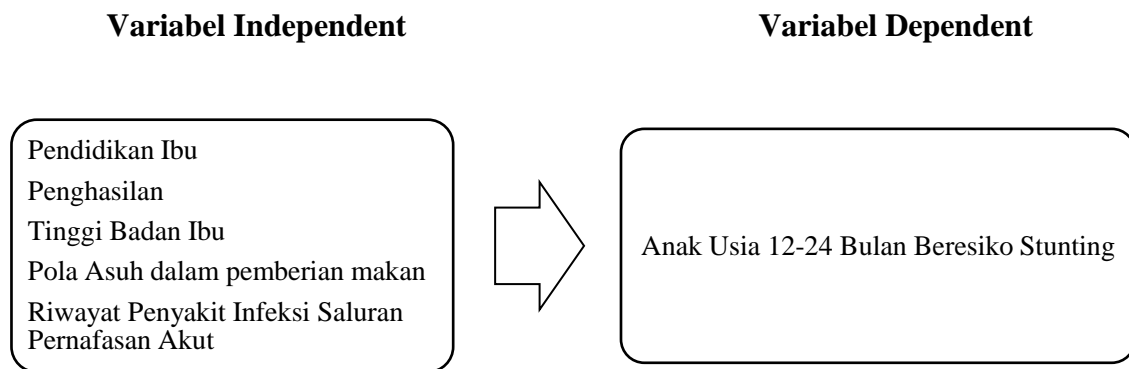 Variabel Independent
Variabel Dependent
Pendidikan Ibu
Penghasilan
Tinggi Badan Ibu
Pola Asuh dalam pemberian makan
Riwayat Penyakit Infeksi Saluran
Pernafasan Akut
Anak Usia 12-24 Bulan Beresiko Stunting